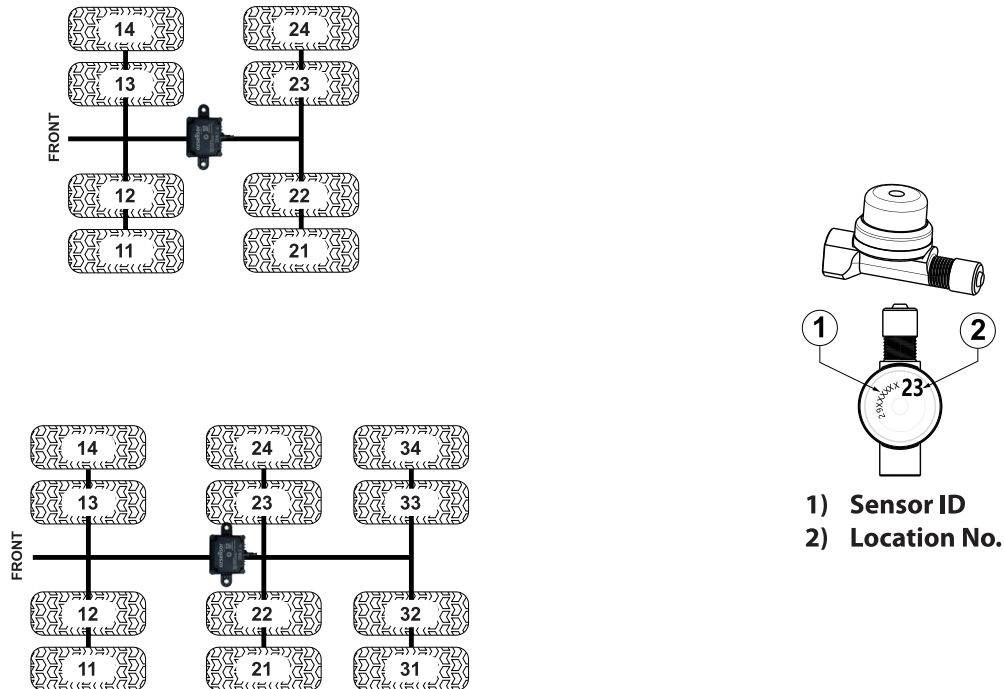 14 24
13 23
FRONT
12 22
11 21
1 2
29XXXXXX 23
1) Sensor ID
2) Location No.
14 24 34
13 23 33
FRONT
12 22 32
11 21 31